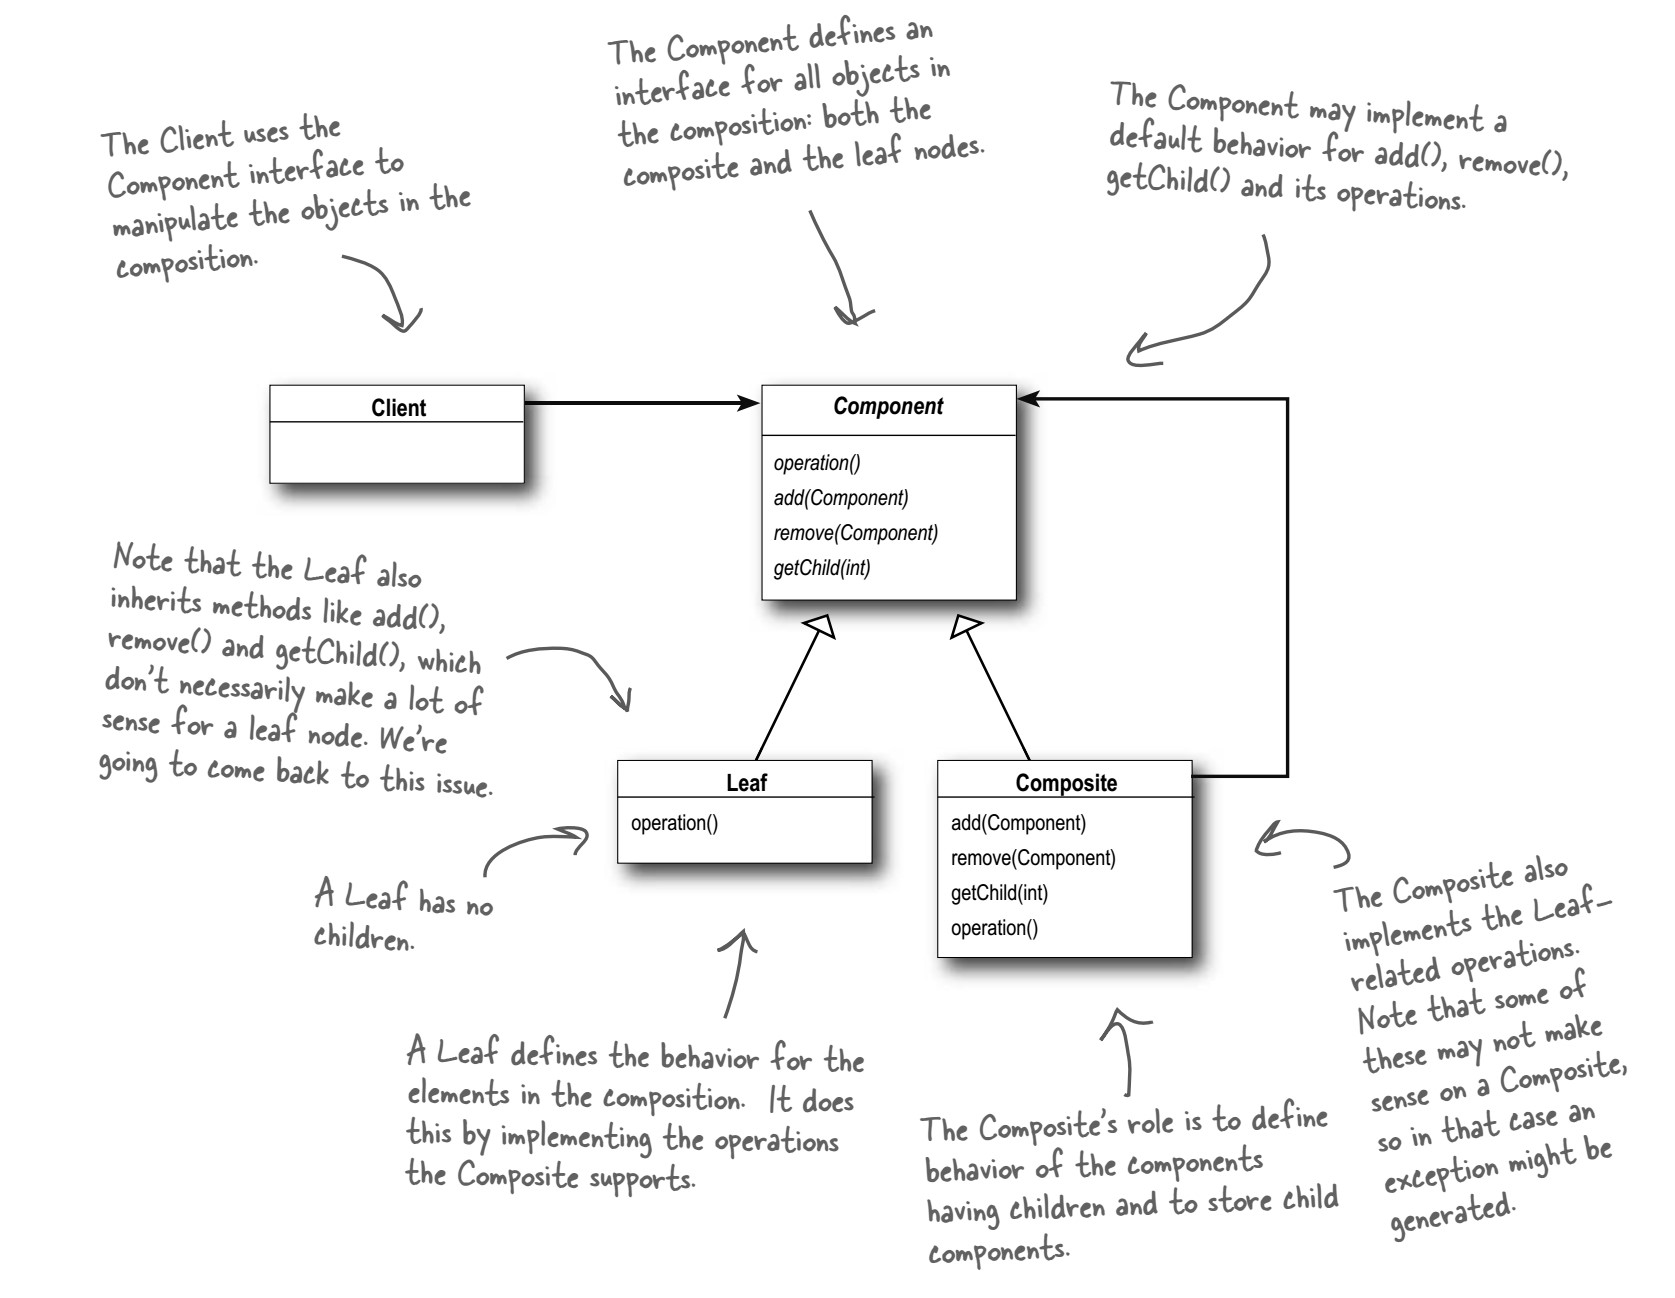 The Component defines an
interface for all objects in
the composition: both the
composite and the leaf nodes.
The Component may implement a
default behavior for add(), remove(),
getChild() and its operations.
The Client uses the
Component interface to
manipulate the objects in the
composition.
Client
Component
operation()
add(Component)
remove(Component)
getChild(int)
Note that the Leaf also
inherits methods like add(),
remove() and getChild(), which
don't necessarily make a lot of
sense for a leaf node. We're
going to come back to this issue.
Leaf
operation()
Composite
add(Component)
remove(Component)
getChild(int)
operation()
A Leaf has no
children.
The Composite also
implements the Leaf-
related operations.
Note that some of
these may not make
sense on a Composite,
so in that case an
exception might be
generated.
A Leaf defines the behavior for the
elements in the composition. It does
this by implementing the operations
the Composite supports.
The Composite's role is to define
behavior of the components
having children and to store child
components.